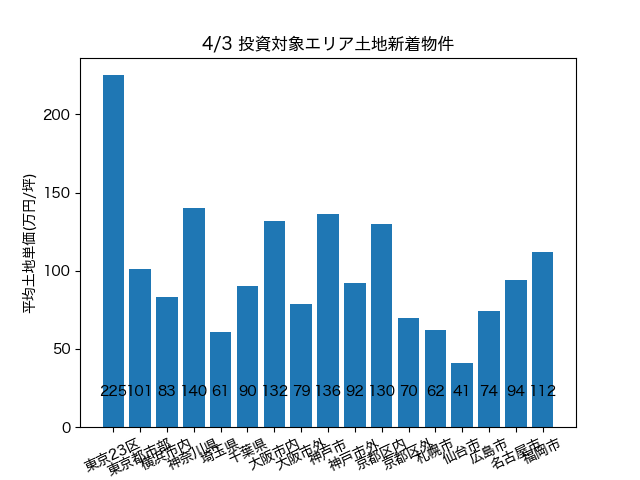 4/3 投資対象エリア土地新着物件
平均土地単価(万円/坪)
200
150
100
50
0
225 101 83 140 61 90 132 79 136 92 130 70 62 41 74 94 112
東京23区 東京都市部 横浜市内 神奈川県 埼玉県 千葉県 大阪市内 大阪市外 神戸市 神戸市外 京都区内 京都区外 札幌市 仙台市 広島市 名古屋市 福岡市